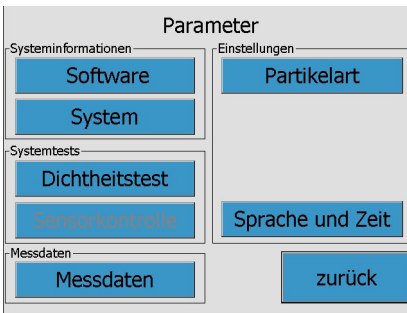 Parameter
Systeminformationen
Software
System
Systemtests
Dichtheitstest
Sensorkontrolle
Messdaten
Messdaten
Einstellungen
Partikelart
Sprache und Zeit
zurück